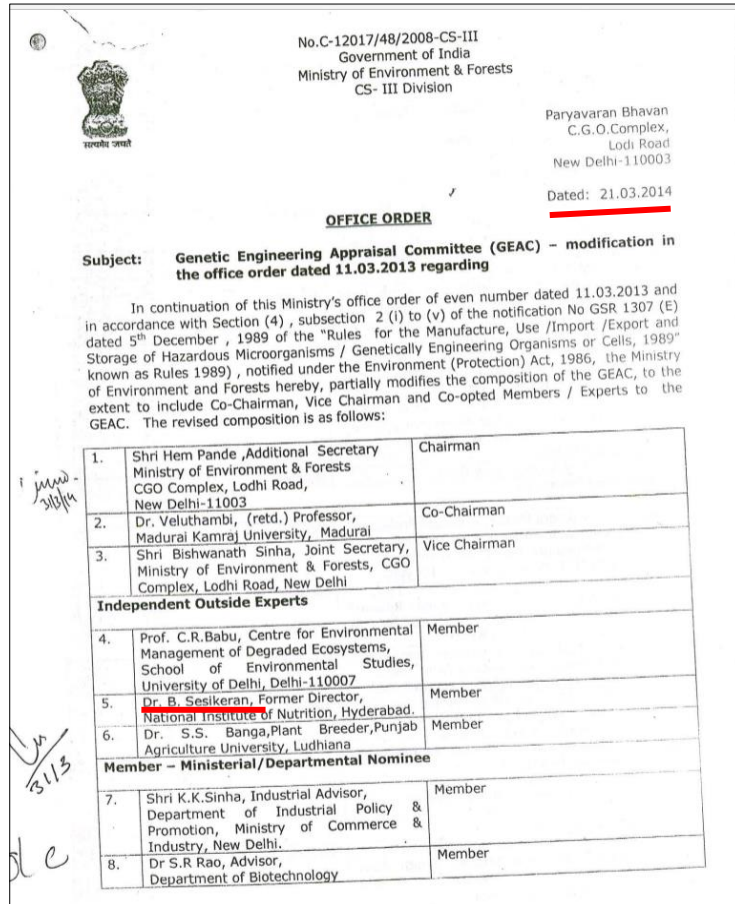 No.C-12017/48/2008-CS-III
Government of India
Ministry of Environment & Forests
CS- III Division
सत्यमेव जयते
Paryavaran Bhavan
C.G.O.Complex,
Lodi Road
New Delhi-110003
Dated: 21.03.2014
OFFICE ORDER
Subject: Genetic Engineering Appraisal Committee (GEAC) – modification in
the office order dated 11.03.2013 regarding
In continuation of this Ministry's office order of even number dated 11.03.2013 and
in accordance with Section (4) , subsection 2 (i) to (v) of the notification No GSR 1307 (E)
dated 5th December , 1989 of the "Rules for the Manufacture, Use /Import /Export and
Storage of Hazardous Microorganisms / Genetically Engineering Organisms or Cells, 1989"
known as Rules 1989) , notified under the Environment (Protection) Act, 1986, the Ministry
of Environment and Forests hereby, partially modifies the composition of the GEAC, to the
extent to include Co-Chairman, Vice Chairman and Co-opted Members / Experts to the
GEAC. The revised composition is as follows:
1. Shri Hem Pande ,Additional Secretary Chairman
Ministry of Environment & Forests
CGO Complex, Lodhi Road,
New Delhi-11003
31/3/14
2. Dr. Veluthambi, (retd.) Professor, Co-Chairman
Madurai Kamraj University, Madurai
3. Shri Bishwanath Sinha, Joint Secretary, Vice Chairman
Ministry of Environment & Forests, CGO
Complex, Lodhi Road, New Delhi
Independent Outside Experts
4. Prof. C.R.Babu, Centre for Environmental Member
Management of Degraded Ecosystems,
School of Environmental Studies,
University of Delhi, Delhi-110007
5. Dr. B. Sesikeran, Former Director, Member
National Institute of Nutrition, Hyderabad.
6. Dr. S.S. Banga,Plant Breeder,Punjab Member
Agriculture University, Ludhiana
31/3
Member – Ministerial/Departmental Nominee
7. Shri K.K.Sinha, Industrial Advisor, Member
Department of Industrial Policy &
Promotion, Ministry of Commerce &
Industry, New Delhi.
8. Dr S.R Rao, Advisor, Member
Department of Biotechnology